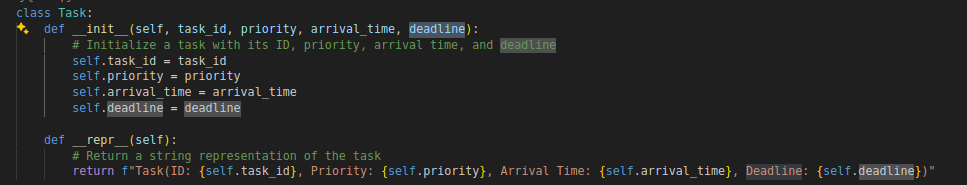 class Task:
    def __init__(self, task_id, priority, arrival_time, deadline):
        # Initialize a task with its ID, priority, arrival time, and deadline
        self.task_id = task_id
        self.priority = priority
        self.arrival_time = arrival_time
        self.deadline = deadline
    def __repr__(self):
        # Return a string representation of the task
        return f"Task(ID: {self.task_id}, Priority: {self.priority}, Arrival Time: {self.arrival_time}, Deadline: {self.deadline})"